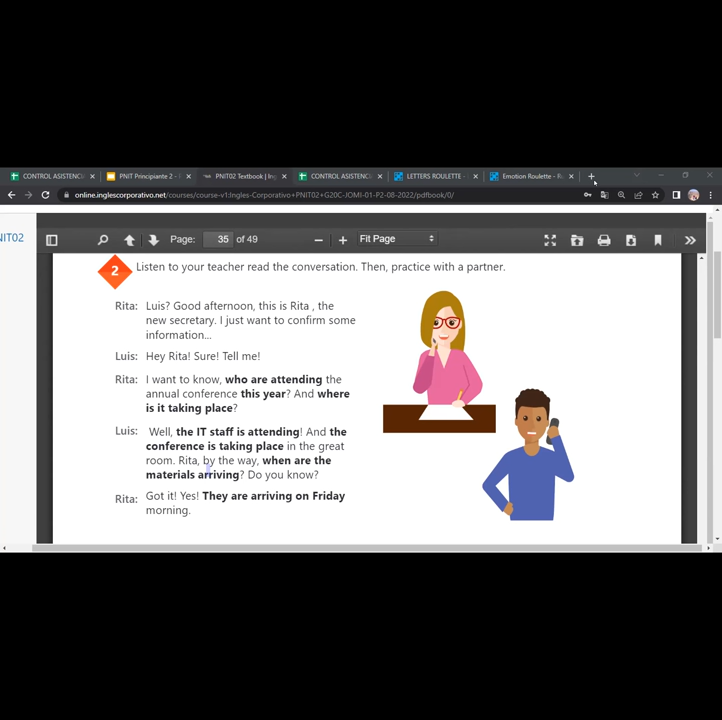 CONTROL ASISTENCI
PNIT Principiante 2 -
PNIT02 Textbook | Ing
CONTROL ASISTENC
LETTERS ROULETTE -
Emotion Roulette - R
online.inglescorporativo.net/courses/course-v1:Ingles-Corporativo+PNIT02+G20C-JOMI-01-P2-08-2022/pdfbook/0/
NIT02
Page: 35 of 49
Fit Page
2 Listen to your teacher read the conversation. Then, practice with a partner.
Rita: Luis? Good afternoon, this is Rita , the
new secretary. I just want to confirm some
information...
Luis: Hey Rita! Sure! Tell me!
Rita: I want to know, who are attending the
annual conference this year? And where
is it taking place?
Luis: Well, the IT staff is attending! And the
conference is taking place in the great
room. Rita, by the way, when are the
materials arriving? Do you know?
Rita: Got it! Yes! They are arriving on Friday
morning.